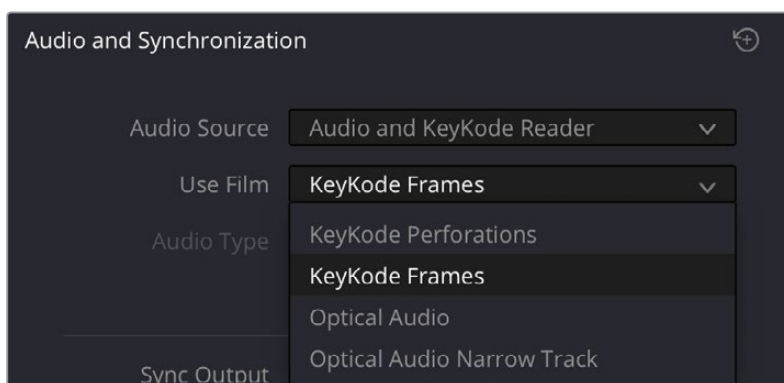 Audio and Synchronization
Audio Source Audio and KeyKode Reader
Use Film KeyKode Frames
Audio Type KeyKode Perforations
KeyKode Frames
Optical Audio
Optical Audio Narrow Track
Sync Output